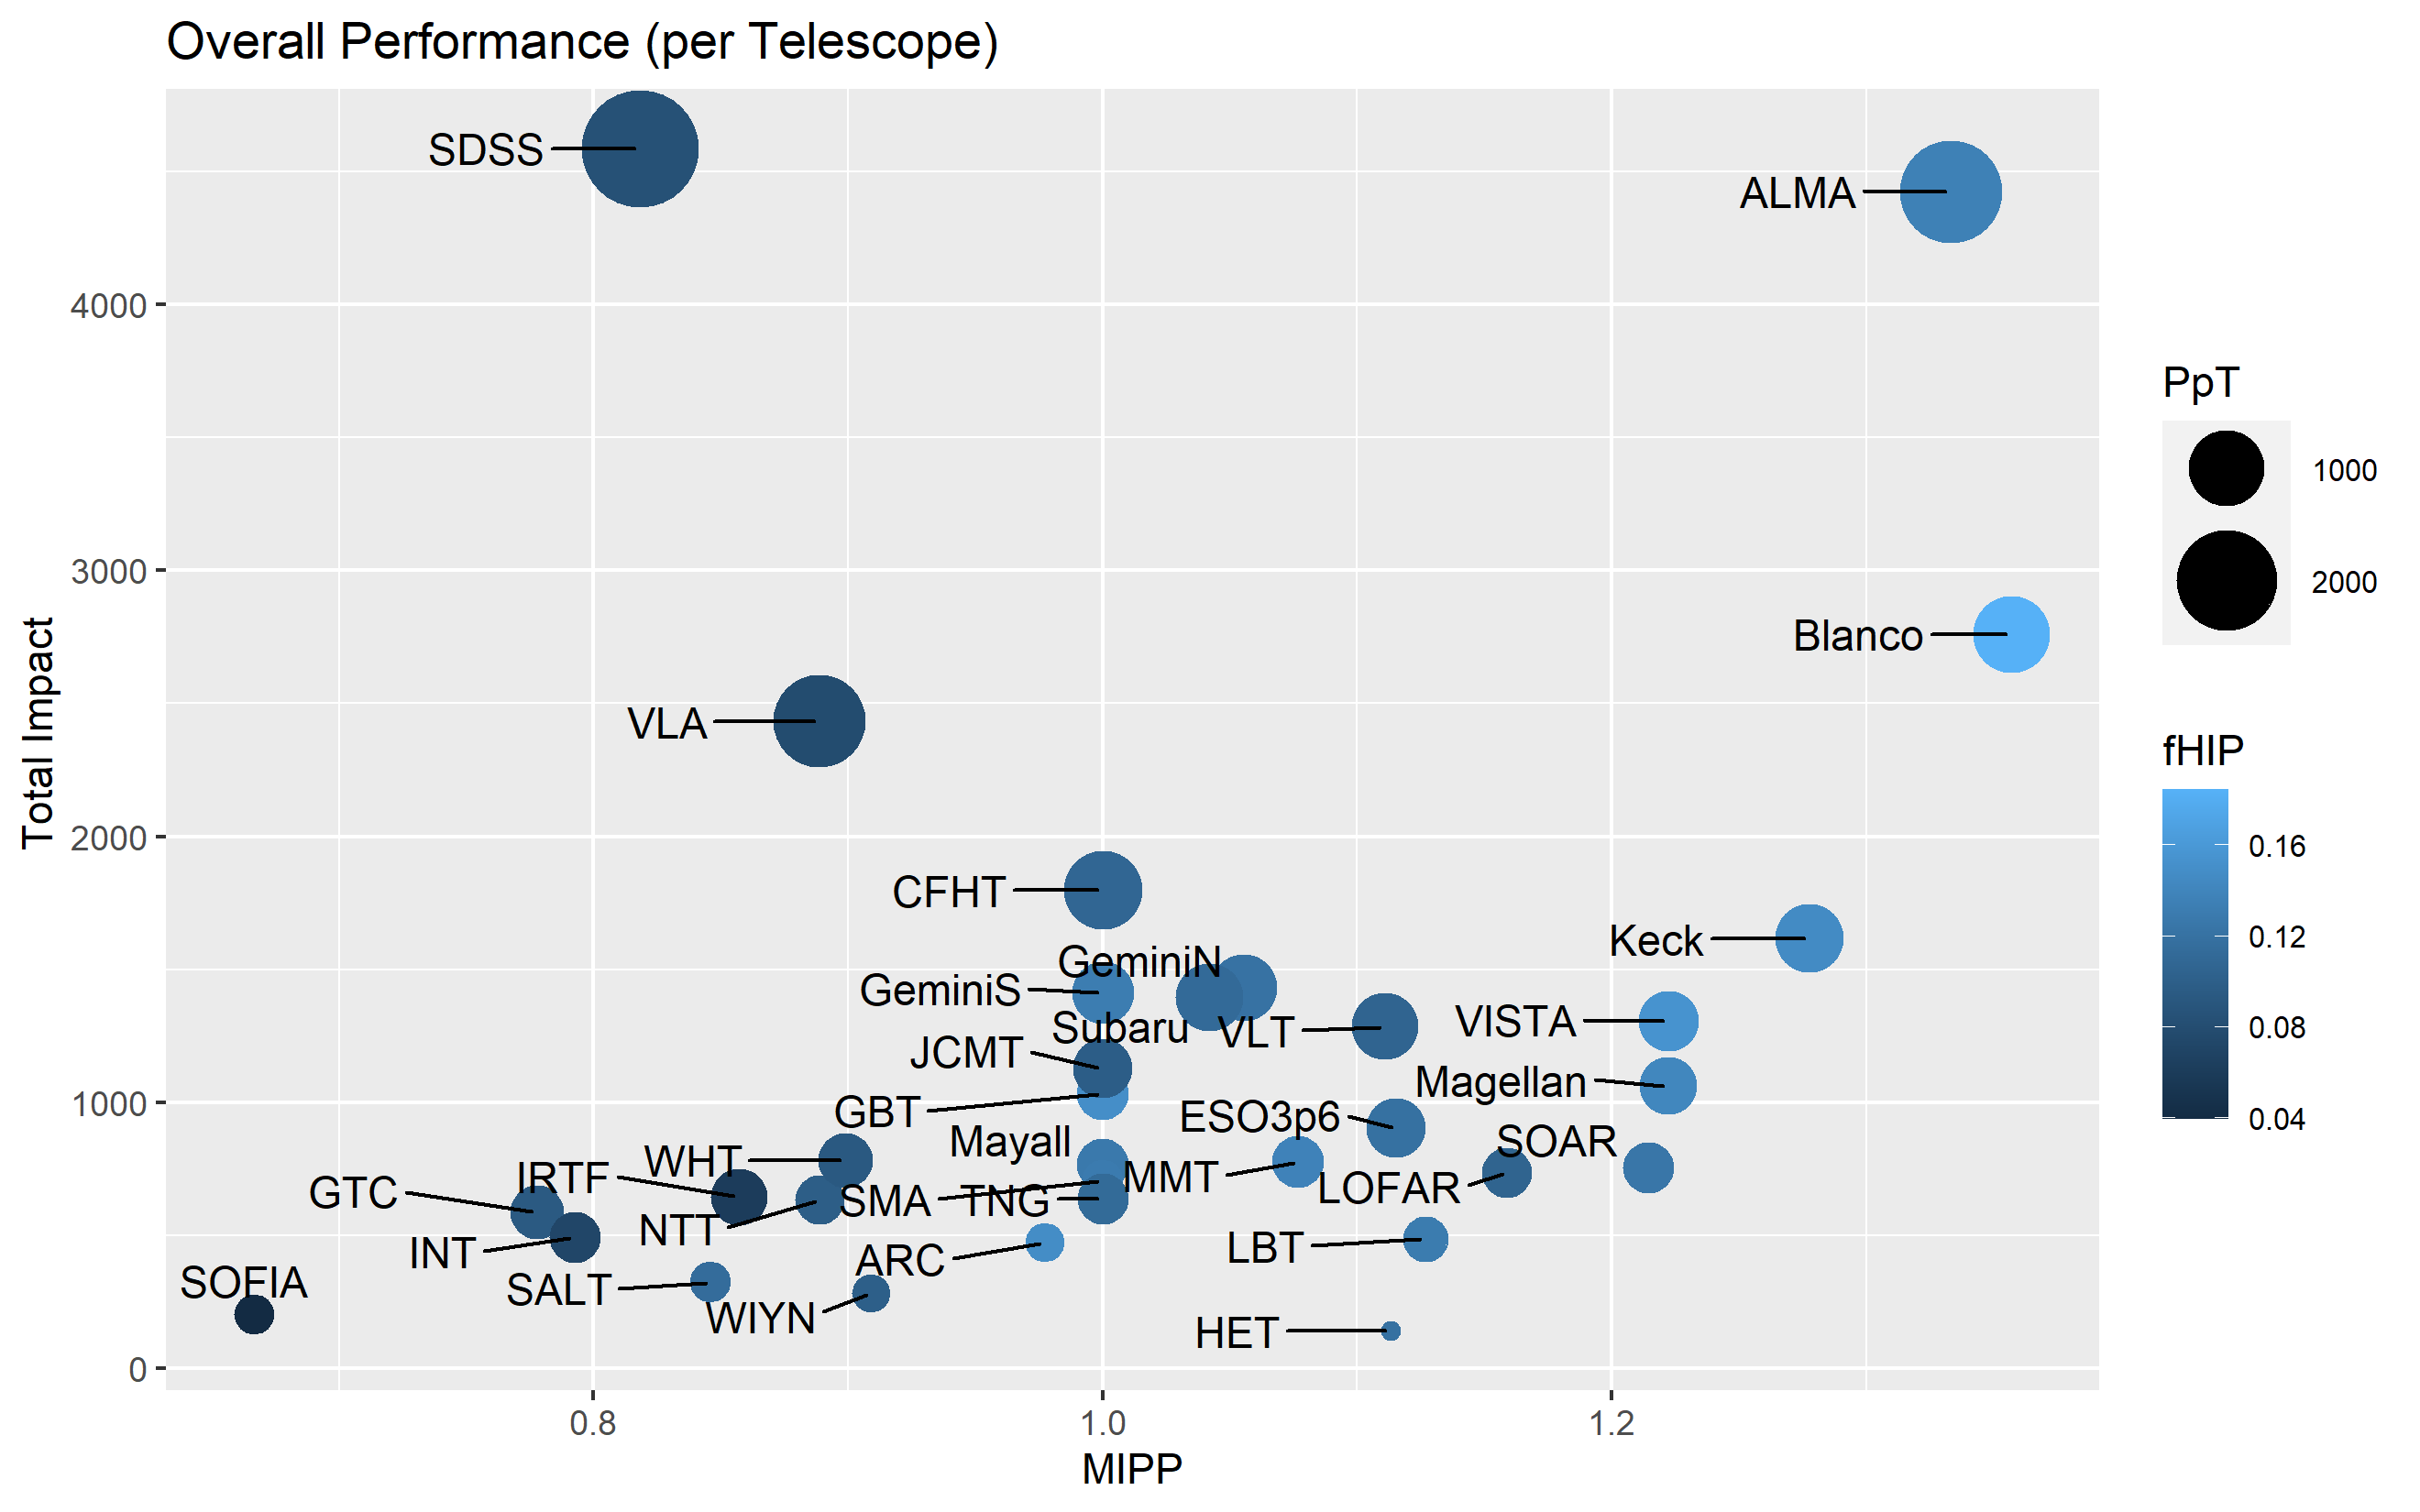 Overall Performance (per Telescope)
SDSS
ALMA
4000
PpT
1000
3000
2000
Blanco
VLA
Total Impact
fHIP
2000
0.16
CFHT
0.12
Keck
GeminiN
GeminiS
VISTA
Subaru
VLT
0.08
JCMT
Magellan
1000
GBT
ESO3p6
0.04
Mayall
SOAR
WHT
IRTF
MMT
LOFAR
GTC
SMA
TNG
NTT
LBT
INT
ARC
SOFIA
SALT
WIYN
HET
0
0.8
1.0
1.2
MIPP